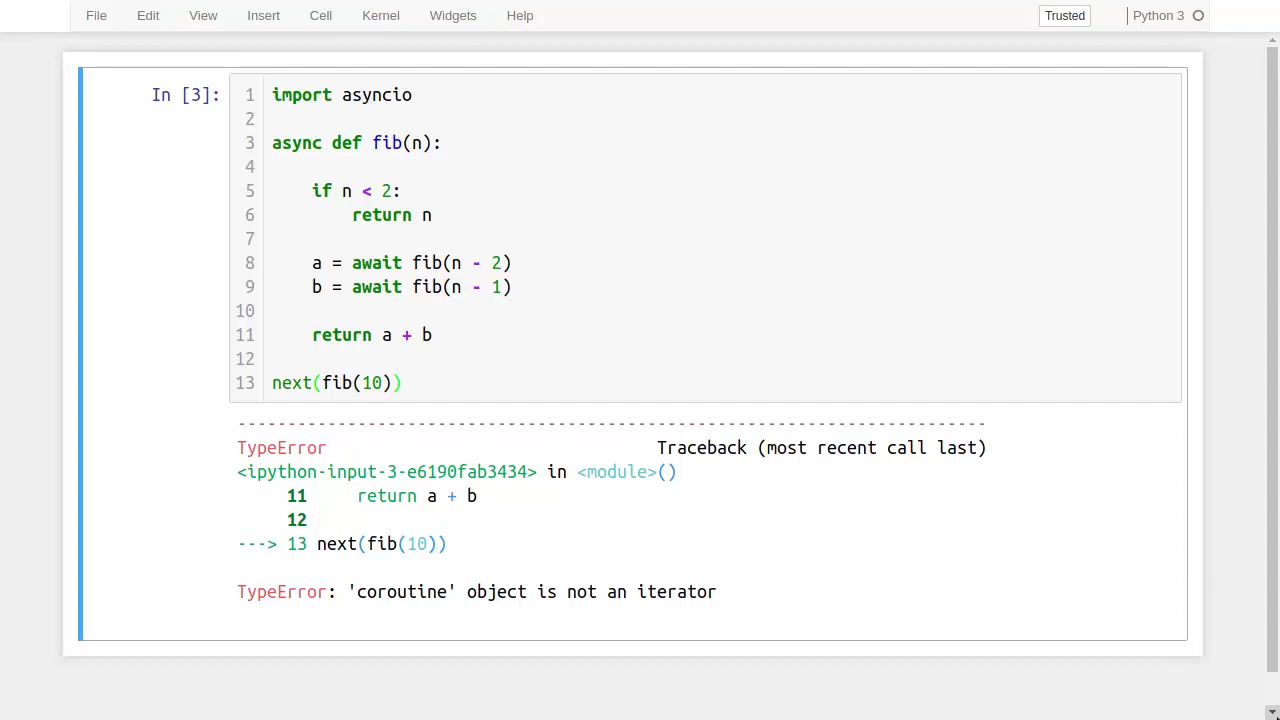 File Edit View Insert Cell Kernel Widgets Help Trusted Python 3
In [3]: 1 import asyncio
2
3 async def fib(n):
4
5     if n < 2:
6         return n
7
8     a = await fib(n - 2)
9     b = await fib(n - 1)
10
11     return a + b
12
13 next(fib(10))
---------------------------------------------------------------------------
TypeError                                 Traceback (most recent call last)
<ipython-input-3-e6190fab3434> in <module>()
     11     return a + b
     12
---> 13 next(fib(10))

TypeError: 'coroutine' object is not an iterator